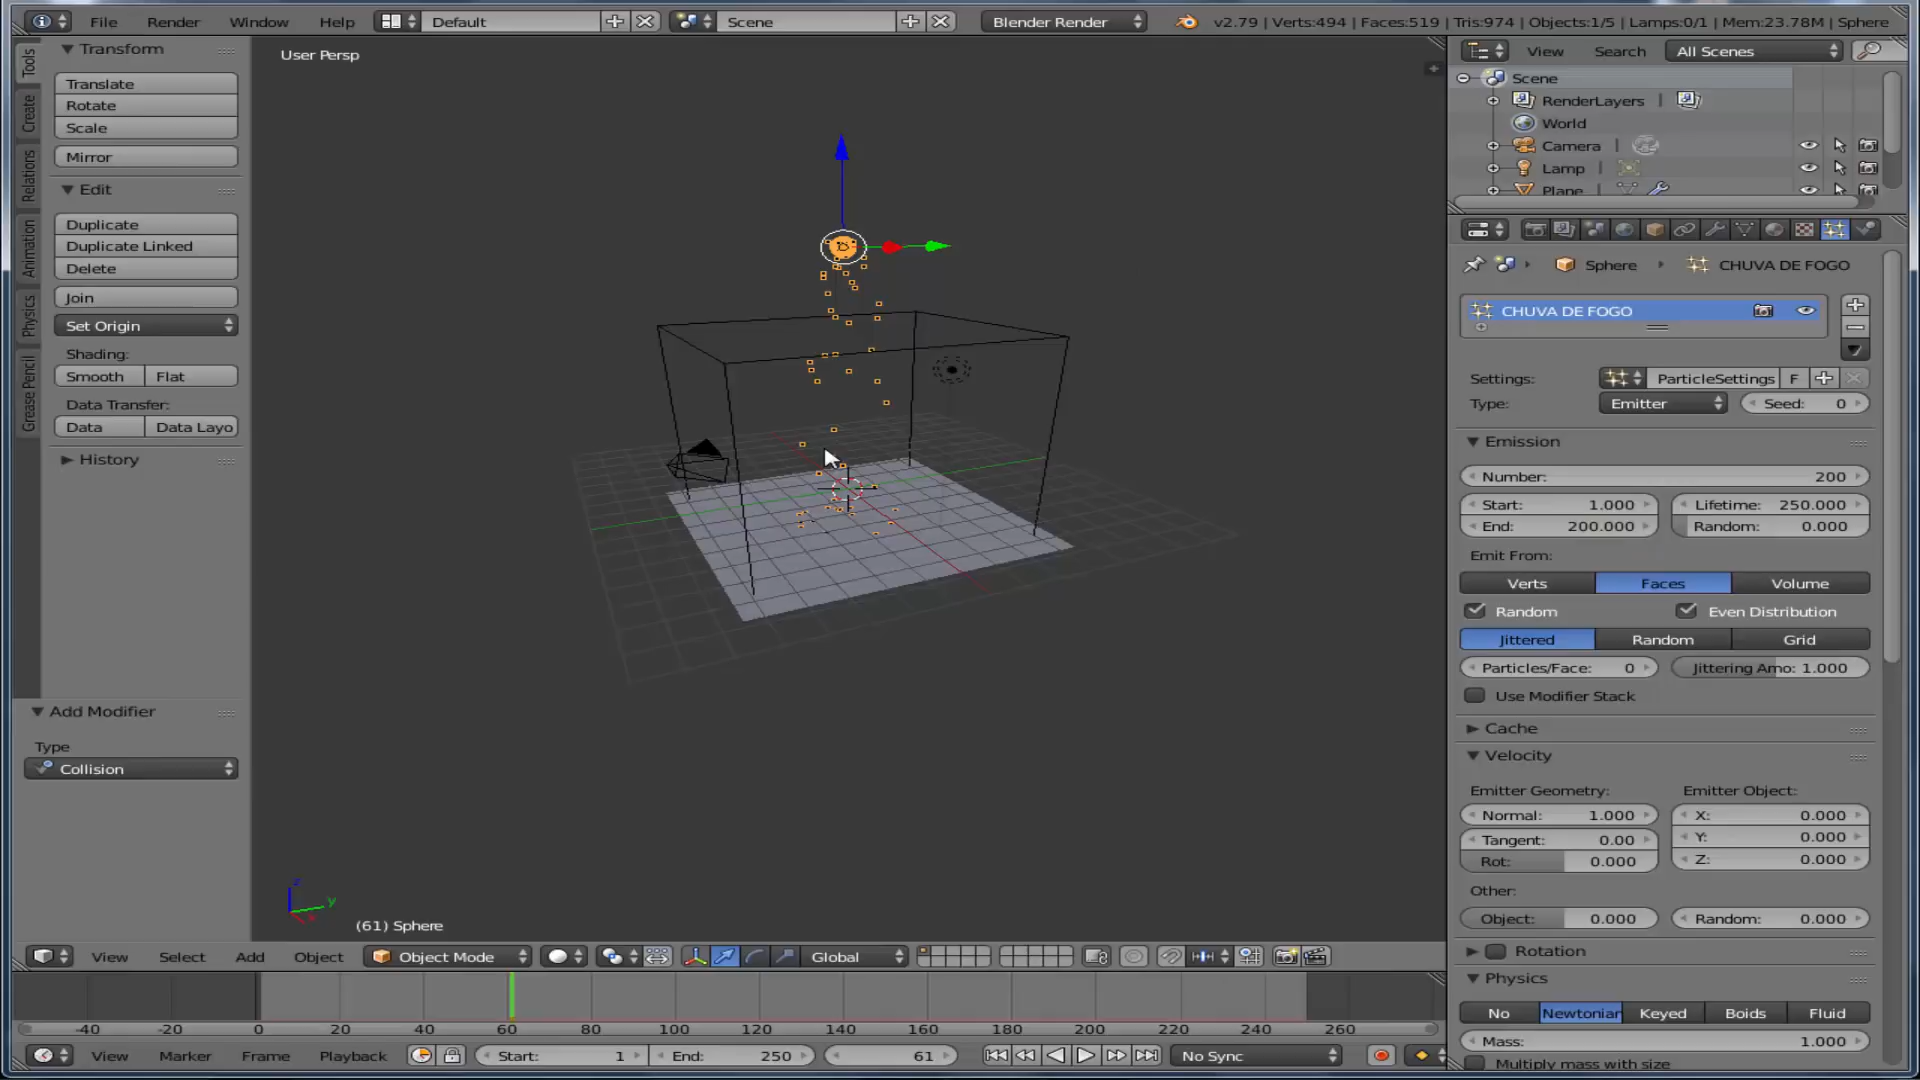 File Render Window Help Default Scene Blender Render v2.79 | Verts:494 | Faces:519 | Tris:974 | Objects:1/5 | Lamps:0/1 | Mem:23.78M | Sphere
Tools
Create
Relations
Animation
Physics
Grease Pencil
Transform
Translate
Rotate
Scale
Mirror
Edit
Duplicate
Duplicate Linked
Delete
Join
Set Origin
Shading:
Smooth Flat
Data Transfer:
Data Data Layo
History
Add Modifier
Type
Collision
User Persp
z
y
x
(61) Sphere
View Select Add Object Object Mode Global
-40 -20 0 20 40 60 80 100 120 140 160 180 200 220 240 260
View Marker Frame Playback Start: 1 End: 250 61 No Sync
View Search All Scenes
Scene
RenderLayers
World
Camera
Lamp
Plane
Sphere CHUVA DE FOGO
CHUVA DE FOGO
Settings: ParticleSettings F
Type: Emitter Seed: 0
Emission
Number: 200
Start: 1.000 Lifetime: 250.000
End: 200.000 Random: 0.000
Emit From:
Verts Faces Volume
Random Even Distribution
Jittered Random Grid
Particles/Face: 0 Jittering Amo: 1.000
Use Modifier Stack
Cache
Velocity
Emitter Geometry: Emitter Object:
Normal: 1.000 X: 0.000
Tangent: 0.00 Y: 0.000
Rot: 0.000 Z: 0.000
Other:
Object: 0.000 Random: 0.000
Rotation
Physics
No Newtonian Keyed Boids Fluid
Mass: 1.000
Multiply mass with size